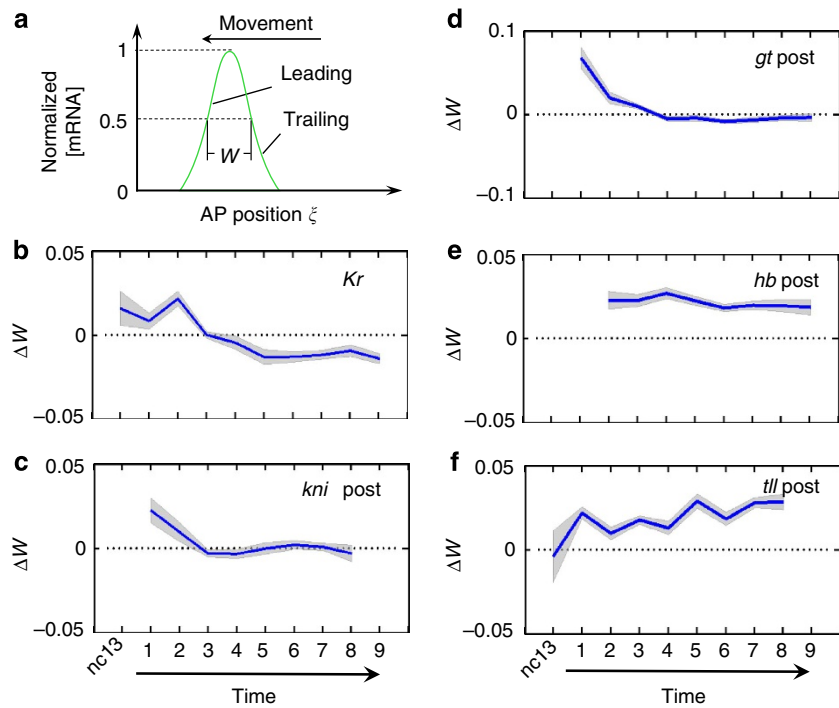 a
Movement
1
Leading
Normalized
[mRNA]
0.5
Trailing
W
0
AP position ξ
b
0.05
Kr
ΔW
0
−0.05
c
0.05
kni post
ΔW
0
−0.05
nc13 1 2 3 4 5 6 7 8 9
Time
d
0.1
gt post
ΔW
0
−0.1
e
0.05
hb post
ΔW
0
−0.05
f
0.05
tll post
ΔW
0
−0.05
nc13 1 2 3 4 5 6 7 8 9
Time